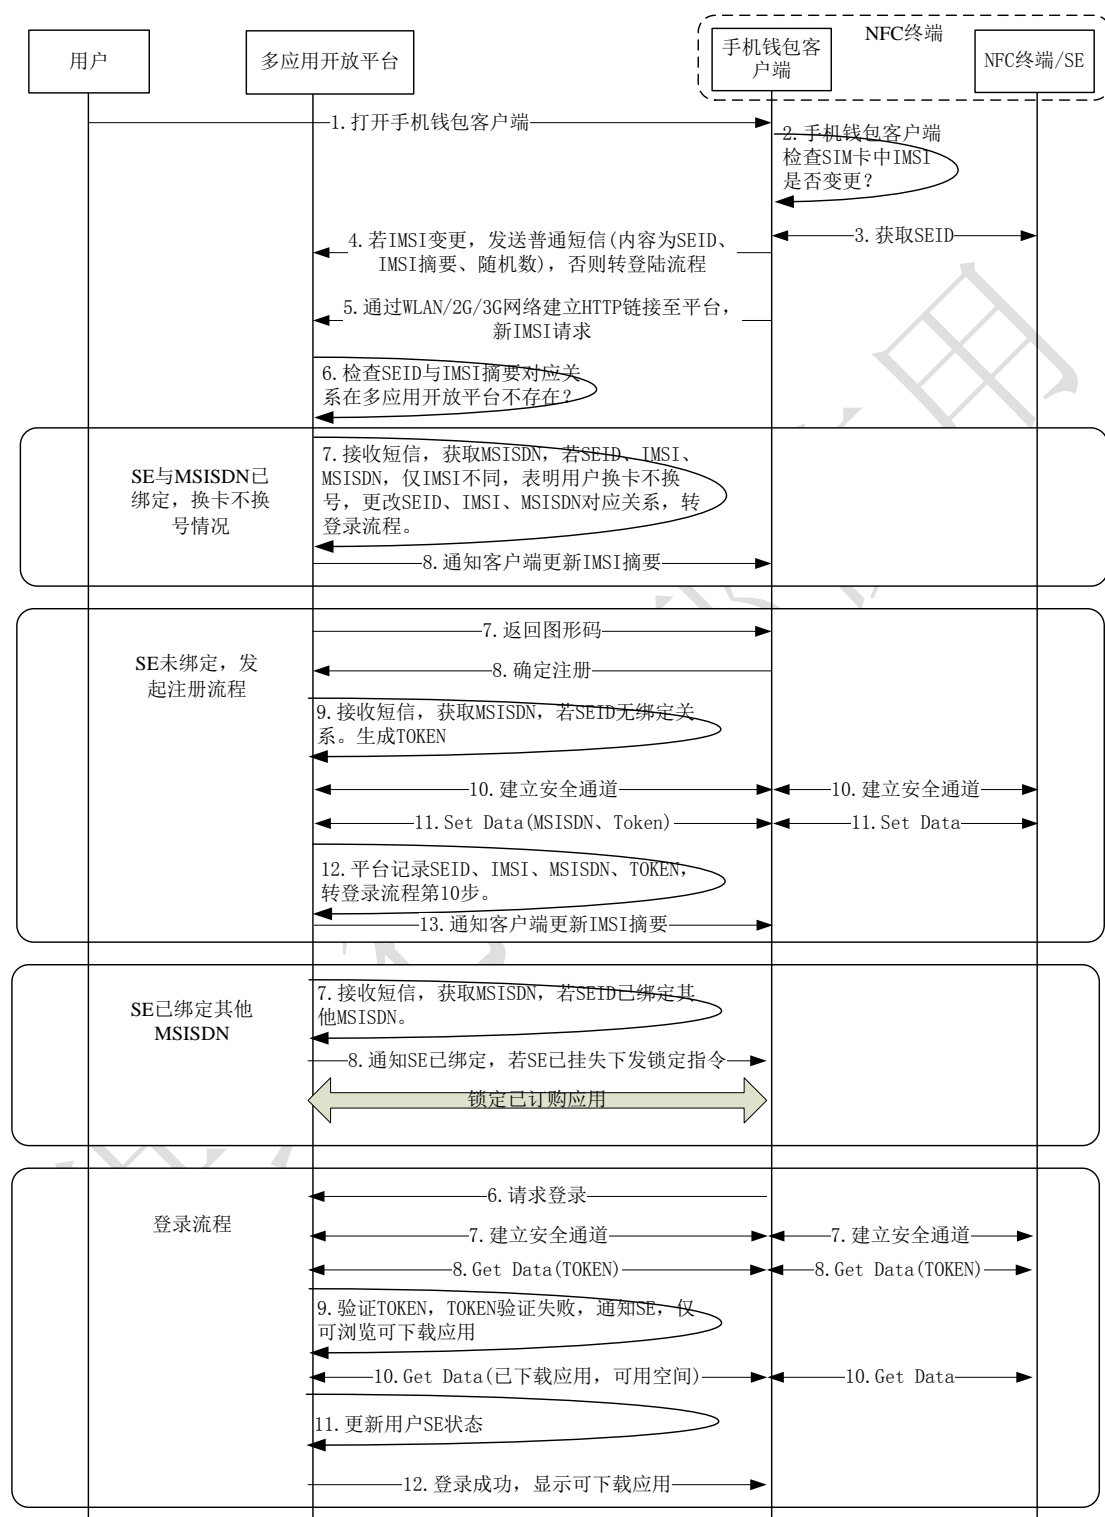 NFC终端
用户
多应用开放平台
手机钱包客
户端
NFC终端/SE
1.打开手机钱包客户端
2.手机钱包客户端
检查SIM卡中IMSI
是否变更?
3.获取SEID
4.若IMSI变更, 发送普通短信(内容为SEID、
IMSI摘要、随机数), 否则转登陆流程
5.通过WLAN/2G/3G网络建立HTTP链接至平台,
新IMSI请求
6.检查SEID与IMSI摘要对应关
系在多应用开放平台不存在?
SE与MSISDN已
绑定, 换卡不换
号情况
7.接收短信, 获取MSISDN, 若SEID、IMSI、
MSISDN, 仅IMSI不同, 表明用户换卡不换
号, 更改SEID、IMSI、MSISDN对应关系, 转
登录流程。
8.通知客户端更新IMSI摘要
SE未绑定, 发
起注册流程
7.返回图形码
8.确定注册
9.接收短信, 获取MSISDN, 若SEID无绑定关
系。生成TOKEN
10.建立安全通道
10.建立安全通道
11.Set Data(MSISDN、Token)
11.Set Data
12.平台记录SEID、IMSI、MSISDN、TOKEN,
转登录流程第10步。
13.通知客户端更新IMSI摘要
SE已绑定其他
MSISDN
7.接收短信, 获取MSISDN, 若SEID已绑定其
他MSISDN。
8.通知SE已绑定, 若SE已挂失下发锁定指令
锁定已订购应用
登录流程
6.请求登录
7.建立安全通道
7.建立安全通道
8.Get Data(TOKEN)
8.Get Data(TOKEN)
9.验证TOKEN, TOKEN验证失败, 通知SE, 仅
可浏览可下载应用
10.Get Data(已下载应用, 可用空间)
10.Get Data
11.更新用户SE状态
12.登录成功, 显示可下载应用